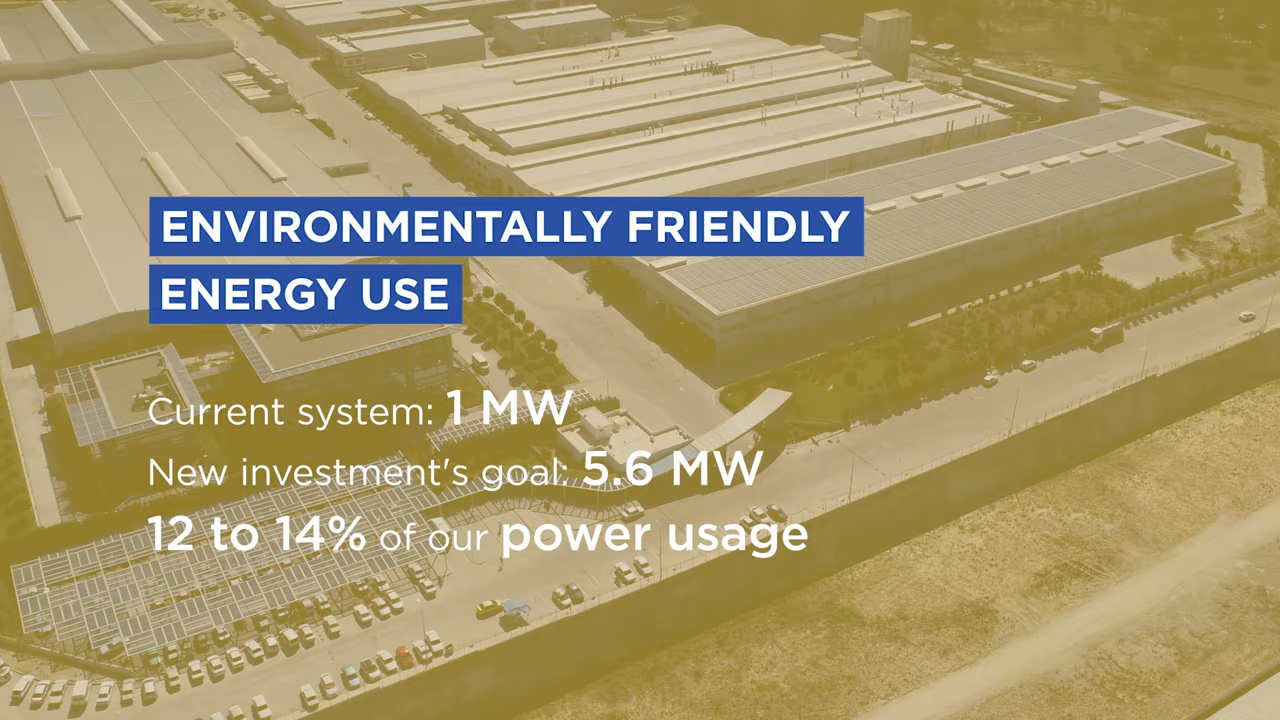 ENVIRONMENTALLY FRIENDLY
ENERGY USE
Current system: 1 MW
New investment's goal: 5.6 MW
12 to 14% of our power usage